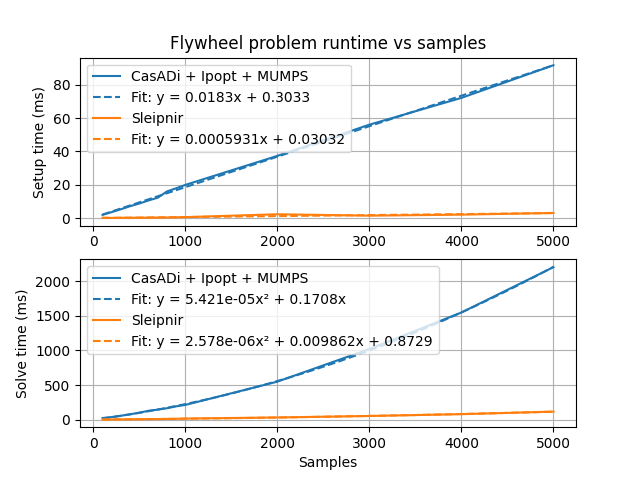 Flywheel problem runtime vs samples
Setup time (ms)
80
60
40
20
0
CasADi + Ipopt + MUMPS
Fit: y = 0.0183x + 0.3033
Sleipnir
Fit: y = 0.0005931x + 0.03032
0 1000 2000 3000 4000 5000
Solve time (ms)
2000
1500
1000
500
0
CasADi + Ipopt + MUMPS
Fit: y = 5.421e-05x² + 0.1708x
Sleipnir
Fit: y = 2.578e-06x² + 0.009862x + 0.8729
0 1000 2000 3000 4000 5000
Samples